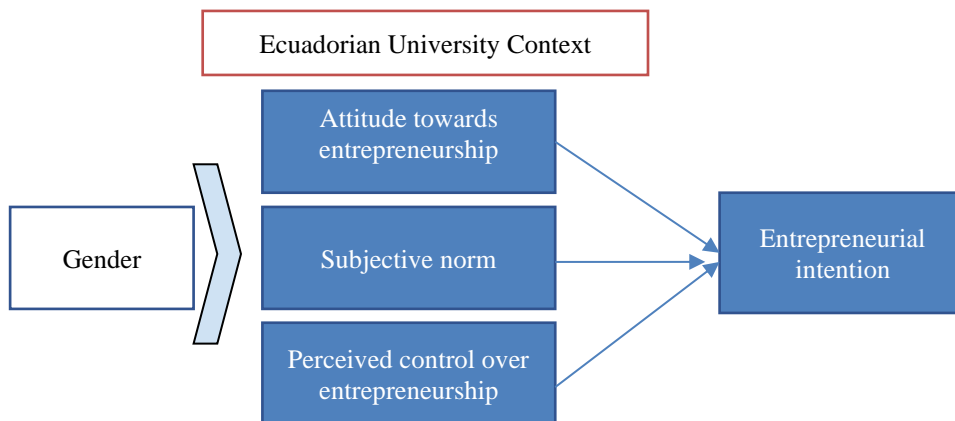 Ecuadorian University Context
Attitude towards
entrepreneurship
Gender
Subjective norm
Entrepreneurial
intention
Perceived control over
entrepreneurship